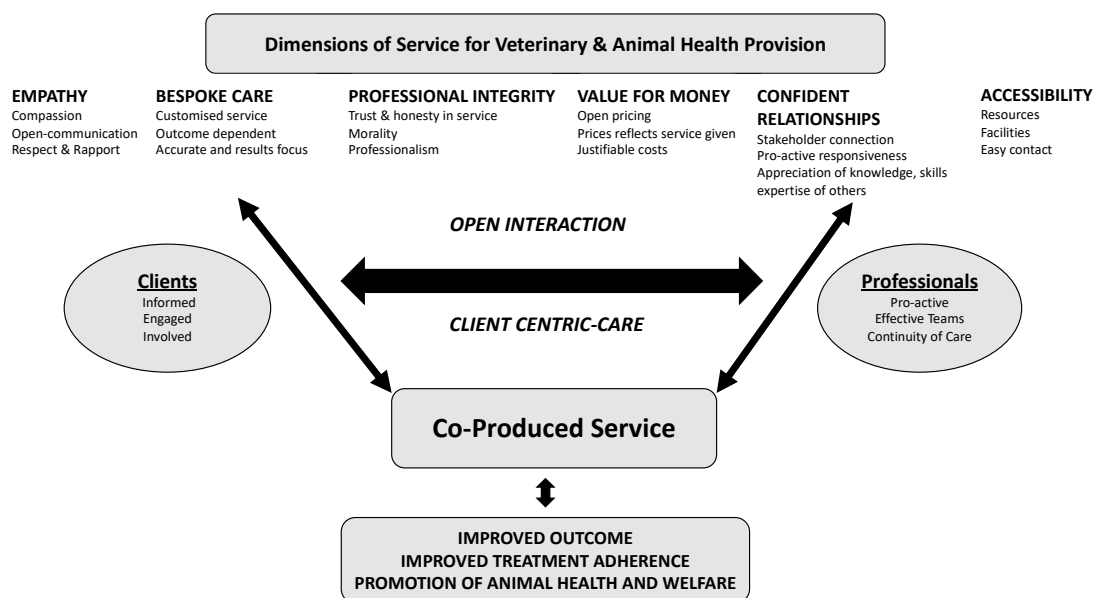 Dimensions of Service for Veterinary & Animal Health Provision
EMPATHY
Compassion
Open-communication
Respect & Rapport
BESPOKE CARE
Customised service
Outcome dependent
Accurate and results focus
PROFESSIONAL INTEGRITY
Trust & honesty in service
Morality
Professionalism
VALUE FOR MONEY
Open pricing
Prices reflects service given
Justifiable costs
CONFIDENT
RELATIONSHIPS
Stakeholder connection
Pro-active responsiveness
Appreciation of knowledge, skills
expertise of others
ACCESSIBILITY
Resources
Facilities
Easy contact
OPEN INTERACTION
Clients
Informed
Engaged
Involved
CLIENT CENTRIC-CARE
Professionals
Pro-active
Effective Teams
Continuity of Care
Co-Produced Service
IMPROVED OUTCOME
IMPROVED TREATMENT ADHERENCE
PROMOTION OF ANIMAL HEALTH AND WELFARE